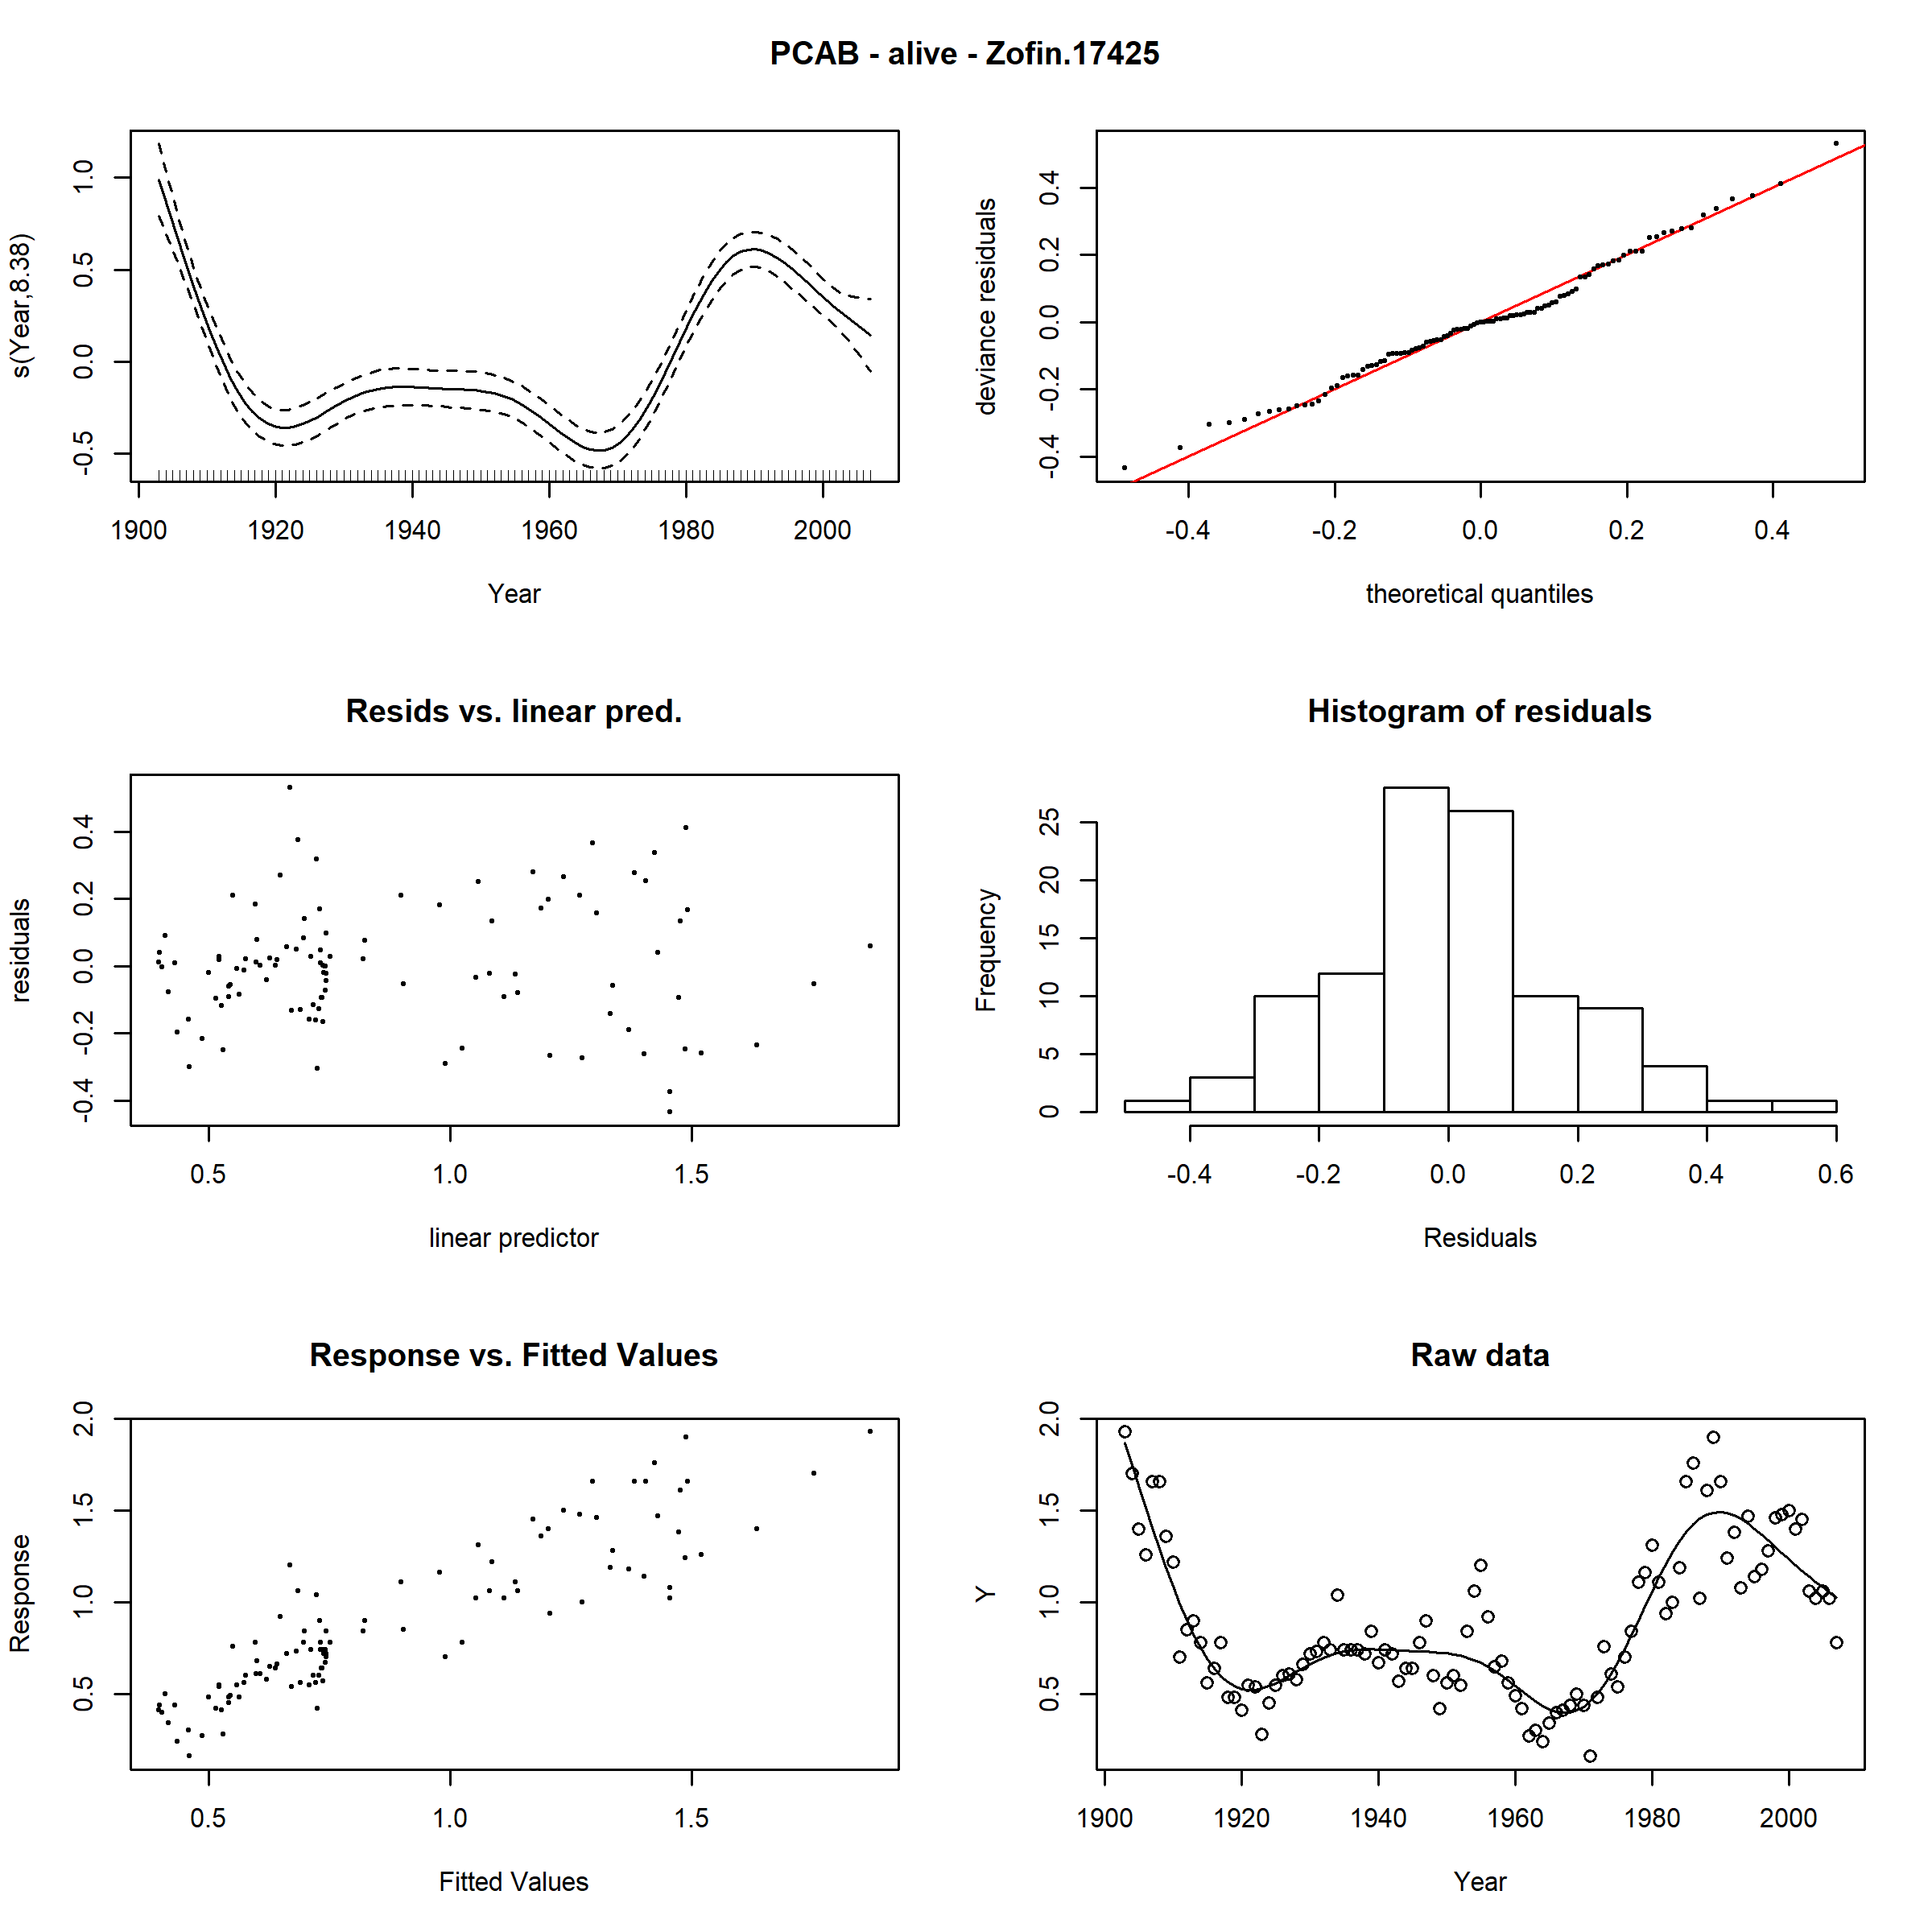 PCAB - alive - Zofin.17425
s(Year,8.38)
1.0
0.5
0.0
-0.5
1900 1920 1940 1960 1980 2000
Year
deviance residuals
0.4
0.2
0.0
-0.2
-0.4
-0.4 -0.2 0.0 0.2 0.4
theoretical quantiles
Resids vs. linear pred.
residuals
0.4
0.2
0.0
-0.2
-0.4
0.5 1.0 1.5
linear predictor
Histogram of residuals
Frequency
25
20
15
10
5
0
-0.4 -0.2 0.0 0.2 0.4 0.6
Residuals
Response vs. Fitted Values
Response
2.0
1.5
1.0
0.5
0.5 1.0 1.5
Fitted Values
Raw data
Y
2.0
1.5
1.0
0.5
1900 1920 1940 1960 1980 2000
Year